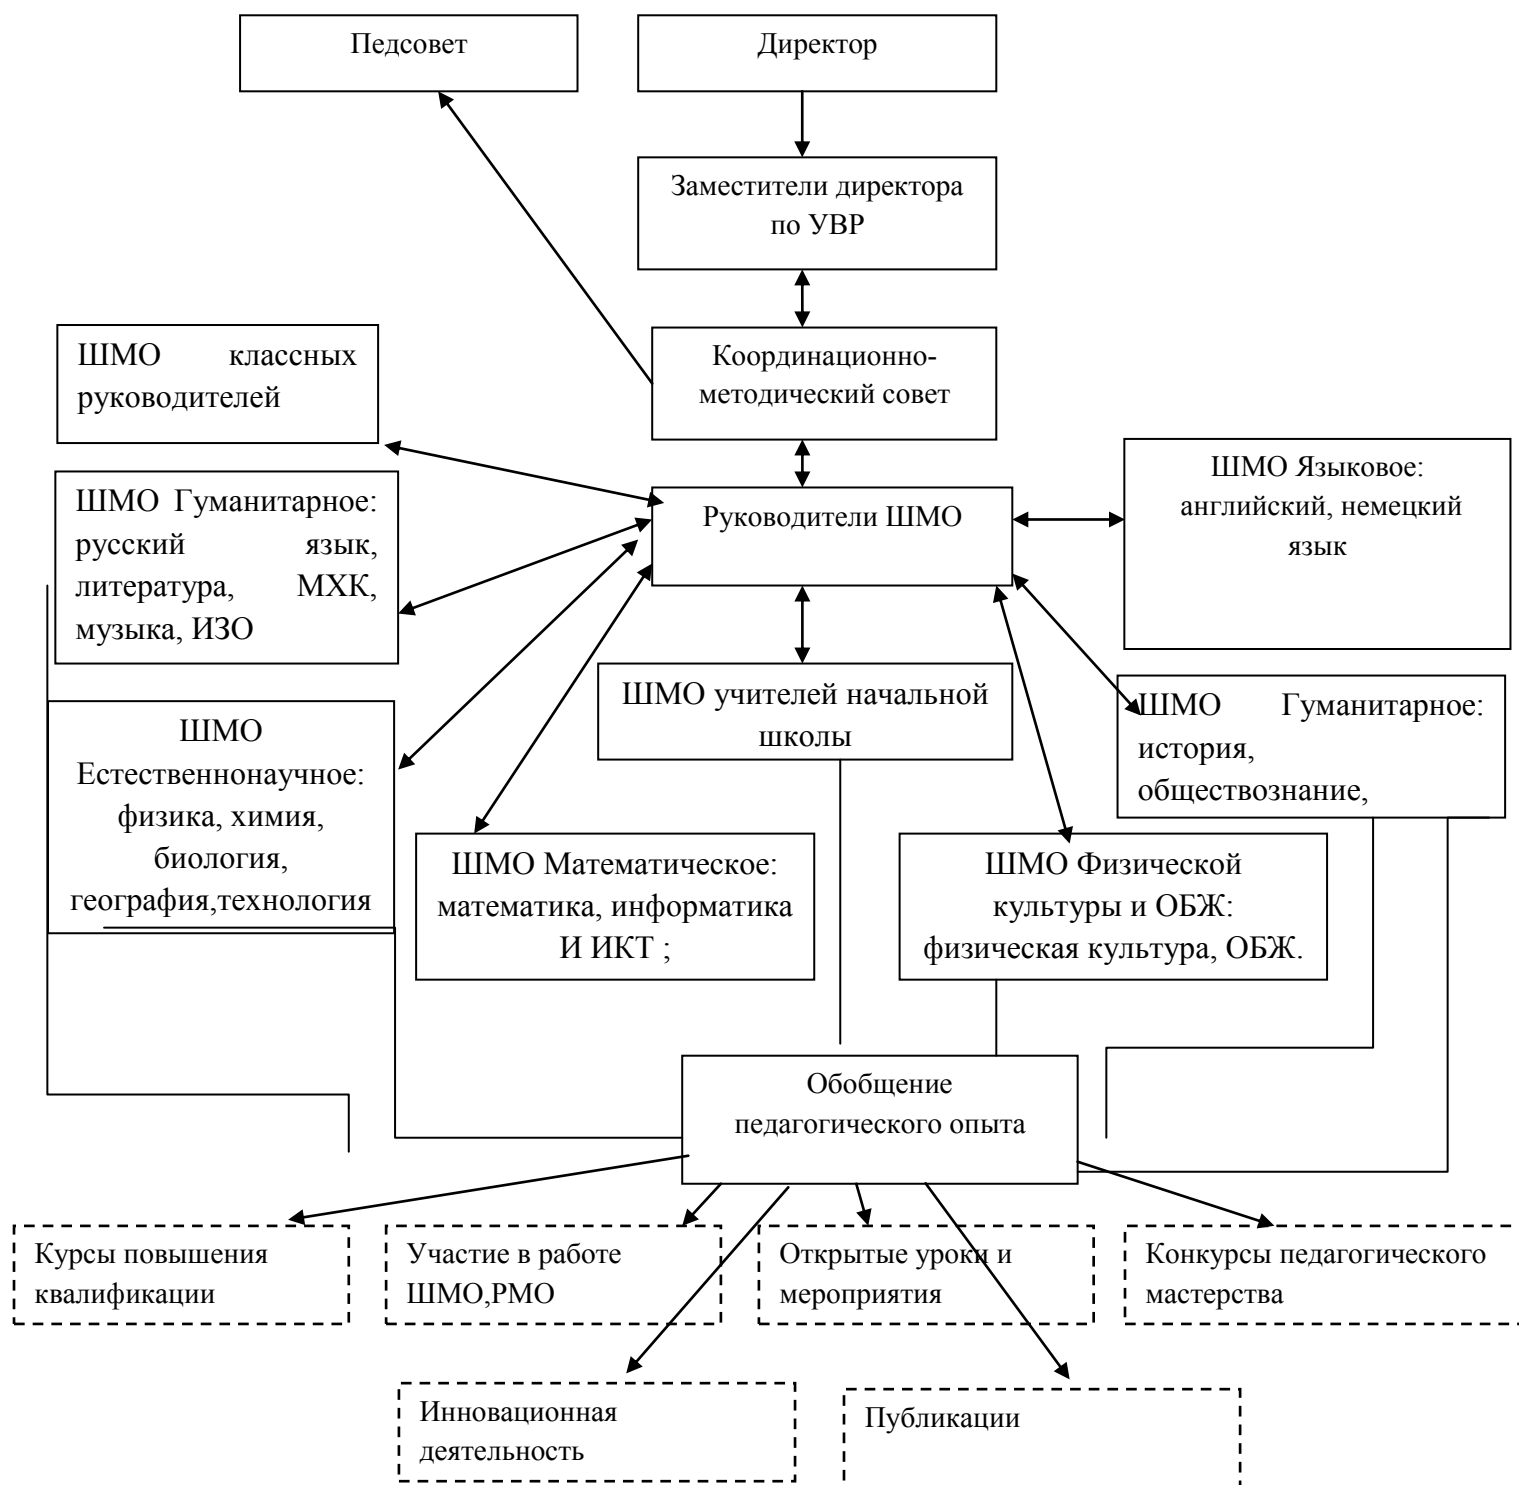 Педсовет
Директор
Заместители директора
по УВР
Координационно-
методический совет
ШМО классных
руководителей
ШМО Гуманитарное:
русский язык,
литература, МХК,
музыка, ИЗО
Руководители ШМО
ШМО Языковое:
английский, немецкий
язык
ШМО учителей начальной
школы
ШМО Гуманитарное:
история,
обществознание,
ШМО
Естественнонаучное:
физика, химия,
биология,
география,технология
ШМО Математическое:
математика, информатика
И ИКТ ;
ШМО Физической
культуры и ОБЖ:
физическая культура, ОБЖ.
Обобщение
педагогического опыта
Курсы повышения
квалификации
Участие в работе
ШМО,РМО
Открытые уроки и
мероприятия
Конкурсы педагогического
мастерства
Инновационная
деятельность
Публикации